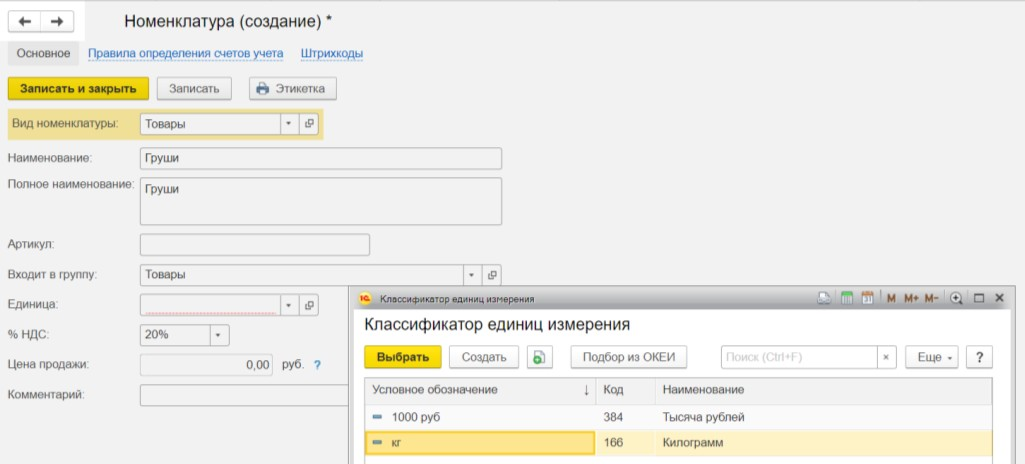 Номенклатура (создание) *
Основное Правила определения счетов учета Штрихкоды
Записать и закрыть Записать Этикетка
Вид номенклатуры: Товары
Наименование: Груши
Полное наименование: Груши
Артикул:
Входит в группу: Товары
Единица:
% НДС: 20%
Цена продажи: 0,00 руб. ?
Комментарий:
1С Классификатор единиц измерения 31 M M+ M-
Классификатор единиц измерения
Выбрать Создать Подбор из ОКЕИ Поиск (Ctrl+F) × Еще ?
Условное обозначение ↓ Код Наименование
1000 руб 384 Тысяча рублей
кг 166 Килограмм